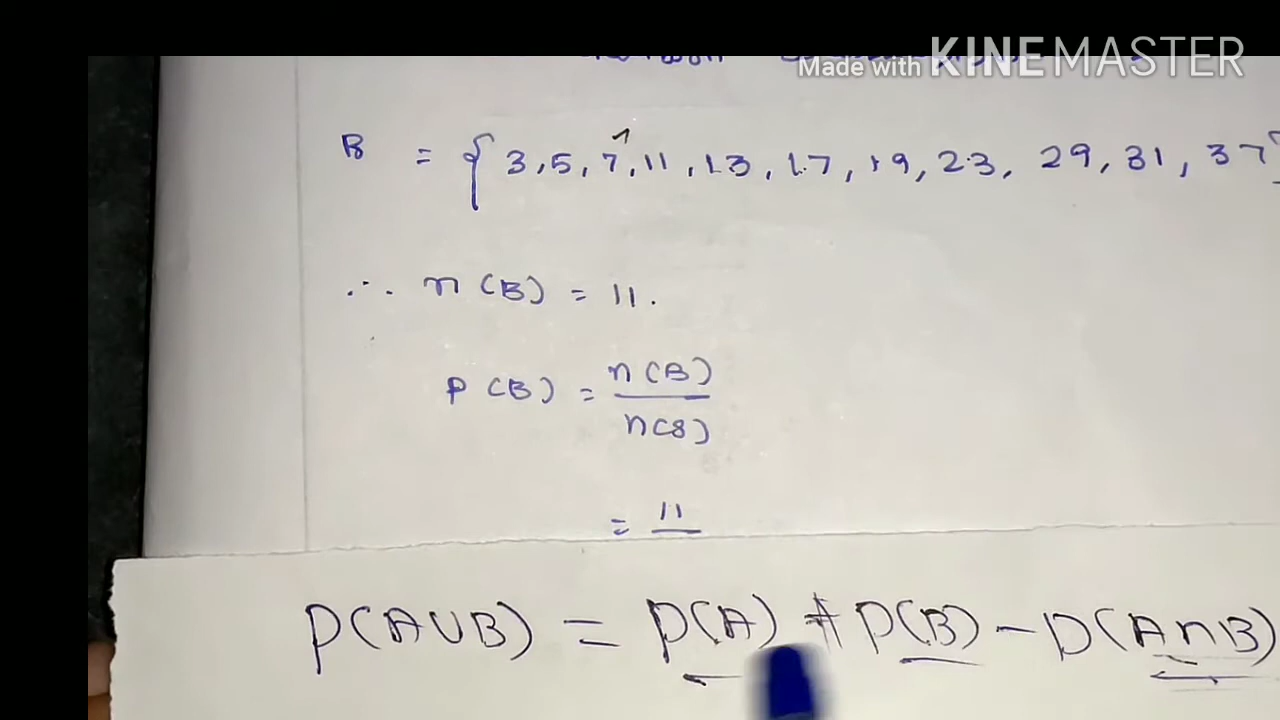 Made with KINEMASTER
B = { 3, 5, 7, 11, 13, 17, 19, 23, 29, 31, 37
∴ n (B) = 11.
P (B) = n(B) / n(S)
= 11
P(A∪B) = P(A) + P(B) - P(A∩B)